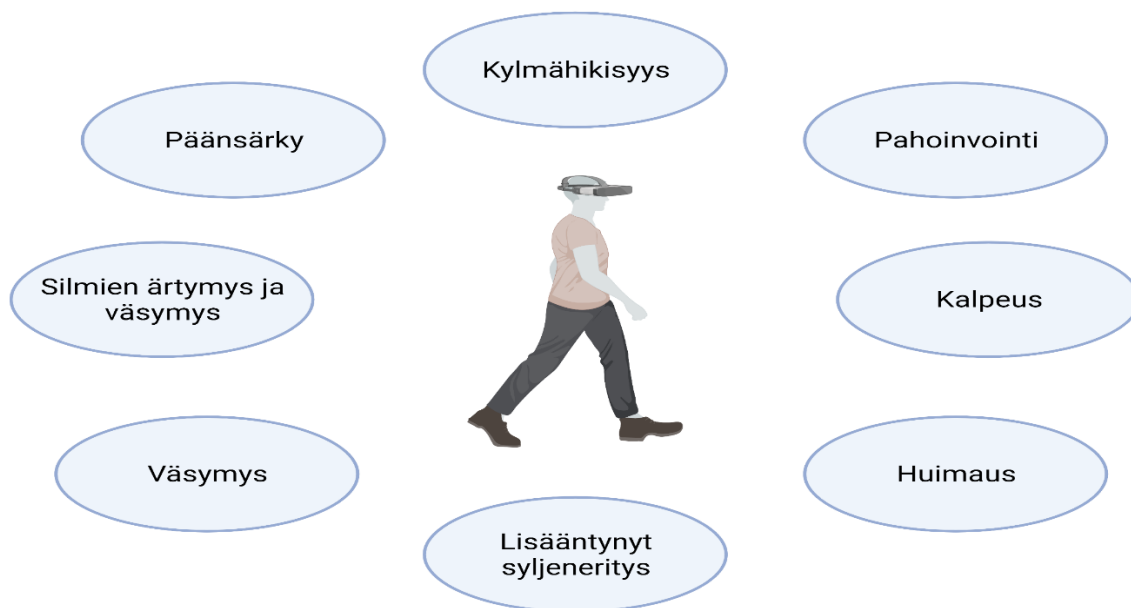 Kylmähikisyys
Päänsärky
Pahoinvointi
Silmien ärtymys ja
väsymys
Kalpeus
Väsymys
Huimaus
Lisääntynyt
syljeneritys